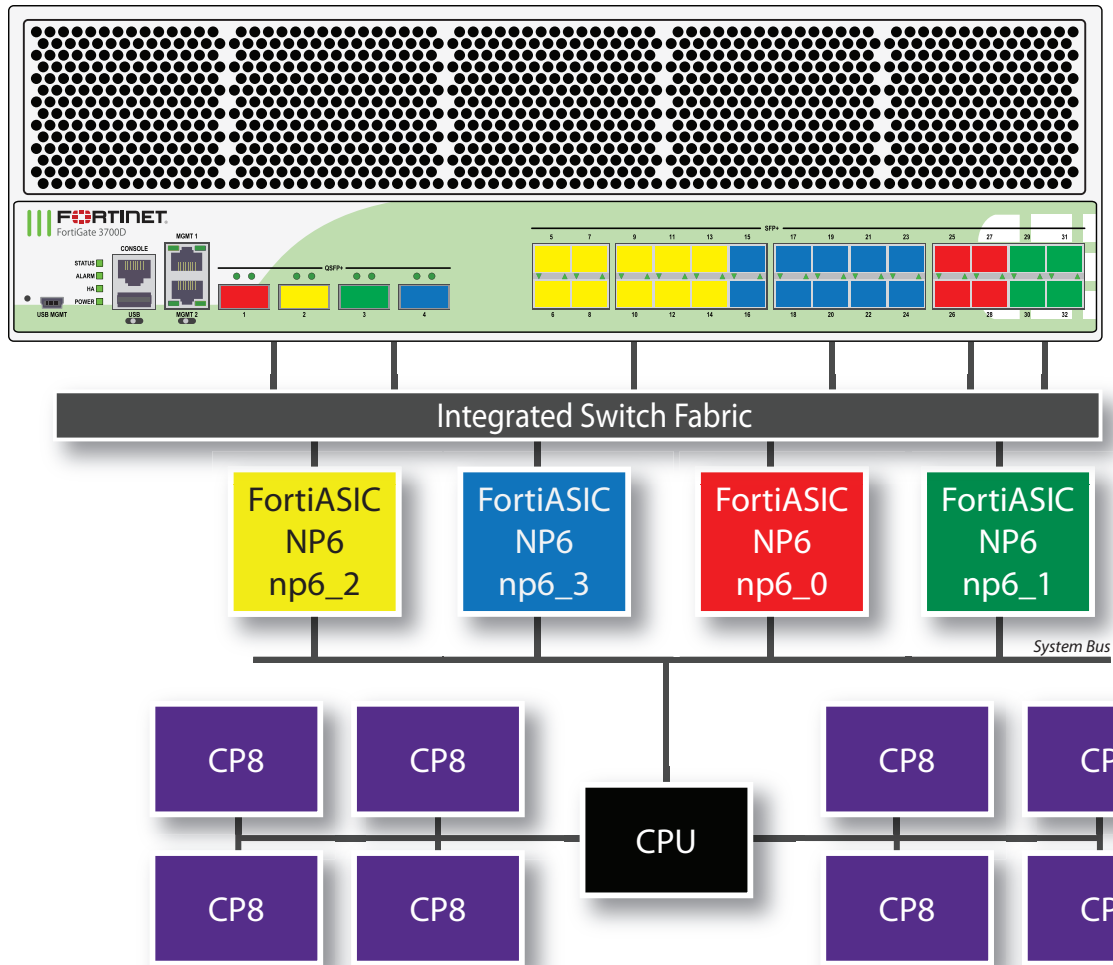 FORTINET
FortiGate 3700D
STATUS
ALARM
HA
POWER
USB MGMT
CONSOLE
USB
MGMT 1
MGMT 2
QSFP+
1 2 3 4
SFP+
5 7 9 11 13 15 17 19 21 23 25 27 29 31
6 8 10 12 14 16 18 20 22 24 26 28 30 32
Integrated Switch Fabric
FortiASIC
NP6
np6_2
FortiASIC
NP6
np6_3
FortiASIC
NP6
np6_0
FortiASIC
NP6
np6_1
System Bus
CP8 CP8 CP8 CP
CPU
CP8 CP8 CP8 CP